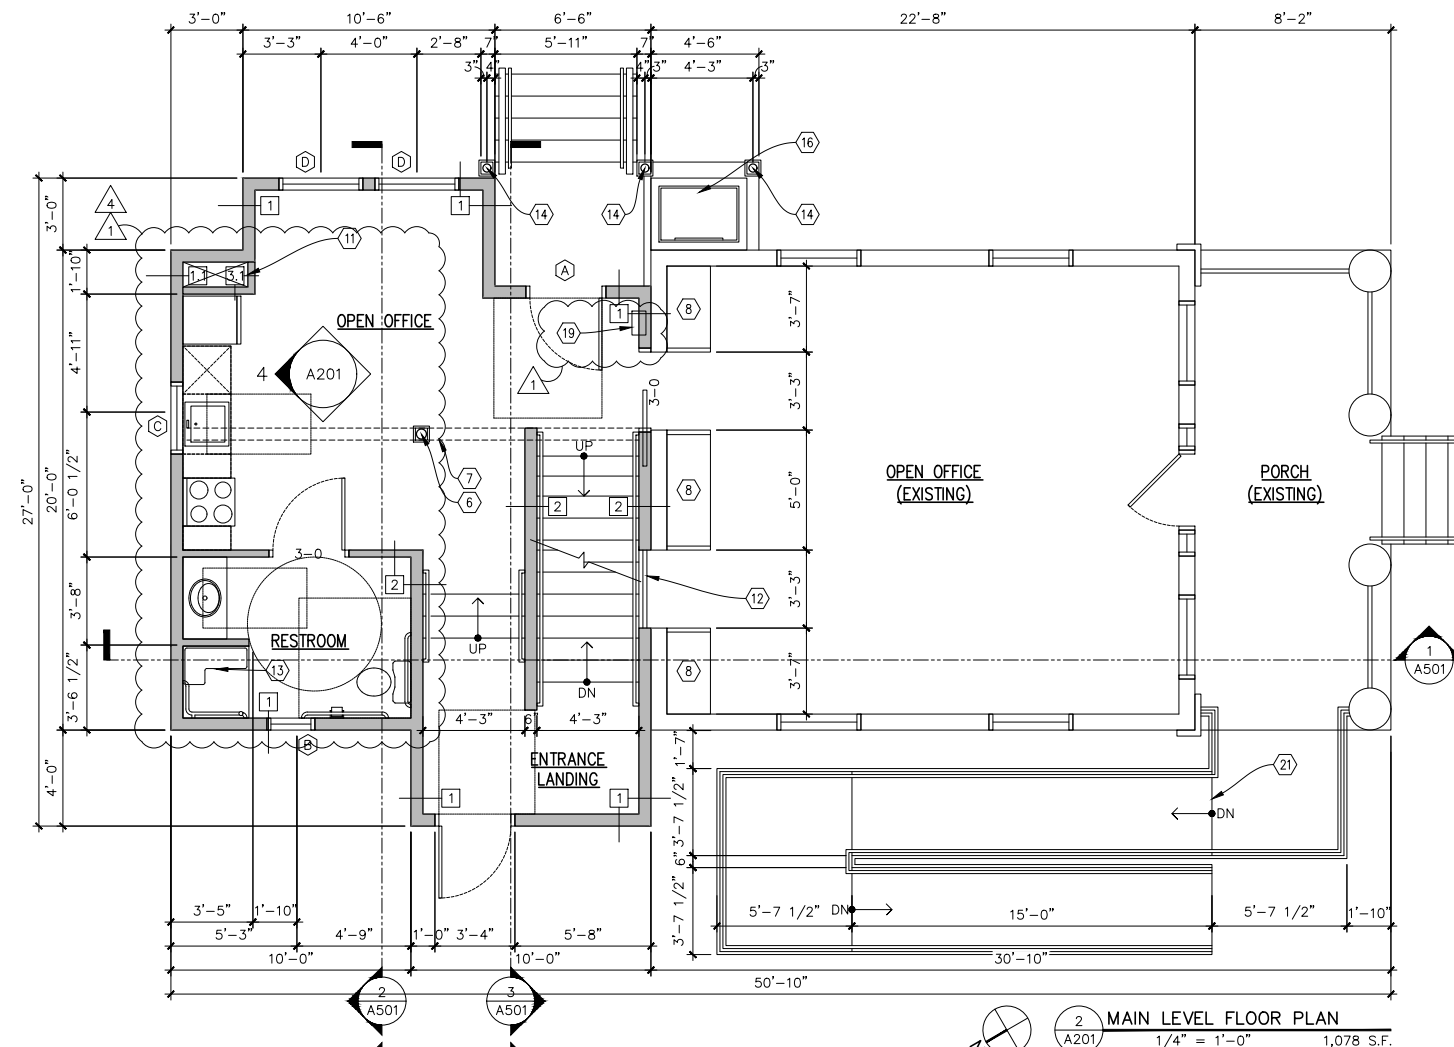 3'-0" 10'-6" 6'-6" 22'-8" 8'-2"
3'-3" 4'-0" 2'-8" 7" 5'-11" 7" 4'-6"
3" 4" 4" 3" 4'-3" 3"
D D 16
4
1
1 1 14 14 14
11
1.1 3.1
A
3'-0"
1'-10"
4'-11"
6'-0 1/2"
3'-8"
3'-6 1/2"
20'-0"
27'-0"
4'-0"
OPEN OFFICE
1 8
19
4 A201
1
3-0
C
3'-7"
3'-3"
5'-0"
3'-3"
3'-7"
UP
7
6
8
2 2
OPEN OFFICE
(EXISTING)
PORCH
(EXISTING)
3-0
2
12
RESTROOM
UP
13
DN
8
1
A501
1
B
4'-3" 6" 4'-3"
ENTRANCE
LANDING
1 1
1'-7"
3'-7 1/2"
6"
3'-7 1/2"
21
DN
DN
3'-5" 1'-10"
5'-7 1/2" 15'-0" 5'-7 1/2" 1'-10"
5'-3" 4'-9" 1'-0" 3'-4" 5'-8"
10'-0" 10'-0" 30'-10"
50'-10"
2
A501
3
A501
2
A201
MAIN LEVEL FLOOR PLAN
1/4" = 1'-0" 1,078 S.F.